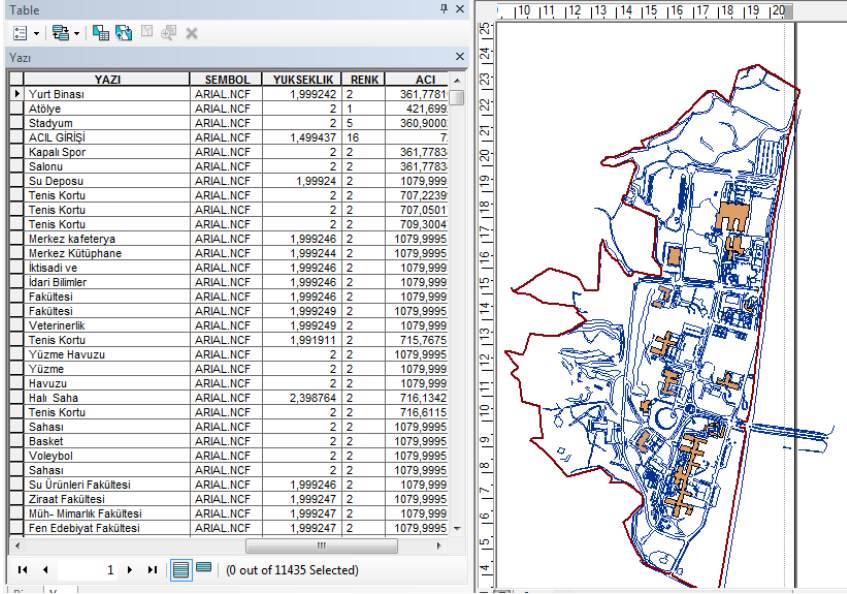 Table
Yazı
YAZI SEMBOL YUKSEKLIK RENK ACI
Yurt Binası ARIAL.NCF 1,999242 2 361,7781
Atölye ARIAL.NCF 2 1 421,699
Stadyum ARIAL.NCF 2 5 360,9000
ACIL GİRİŞİ ARIAL.NCF 1,499437 16 7
Kapalı Spor ARIAL.NCF 2 2 361,7783
Salonu ARIAL.NCF 2 2 361,7783
Su Deposu ARIAL.NCF 1,99924 2 1079,999
Tenis Kortu ARIAL.NCF 2 2 707,2239
Tenis Kortu ARIAL.NCF 2 2 707,0501
Tenis Kortu ARIAL.NCF 2 2 709,3004
Merkez kafeterya ARIAL.NCF 1,999246 2 1079,9995
Merkez Kütüphane ARIAL.NCF 1,999244 2 1079,9995
İktisadi ve ARIAL.NCF 1,999246 2 1079,999
İdari Bilimler ARIAL.NCF 1,999246 2 1079,999
Fakültesi ARIAL.NCF 1,999246 2 1079,999
Fakültesi ARIAL.NCF 1,999249 2 1079,9995
Veterinerlik ARIAL.NCF 1,999249 2 1079,999
Tenis Kortu ARIAL.NCF 1,991911 2 715,7675
Yüzme Havuzu ARIAL.NCF 2 2 1079,9995
Yüzme ARIAL.NCF 2 2 1079,999
Havuzu ARIAL.NCF 2 2 1079,999
Halı Saha ARIAL.NCF 2,398764 2 716,1342
Tenis Kortu ARIAL.NCF 2 2 716,6115
Sahası ARIAL.NCF 2 2 1079,9995
Basket ARIAL.NCF 2 2 1079,9995
Voleybol ARIAL.NCF 2 2 1079,9995
Sahası ARIAL.NCF 2 2 1079,9995
Su Ürünleri Fakültesi ARIAL.NCF 1,999246 2 1079,999
Ziraat Fakültesi ARIAL.NCF 1,999247 2 1079,9995
Müh- Mimarlık Fakültesi ARIAL.NCF 1,999247 2 1079,999
Fen Edebiyat Fakültesi ARIAL.NCF 1,999247 2 1079,9995
1 (0 out of 11435 Selected)
10 11 12 13 14 15 16 17 18 19 20
25
24
23
22
21
20
19
18
17
16
15
14
13
12
11
10
9
8
7
6
5
4